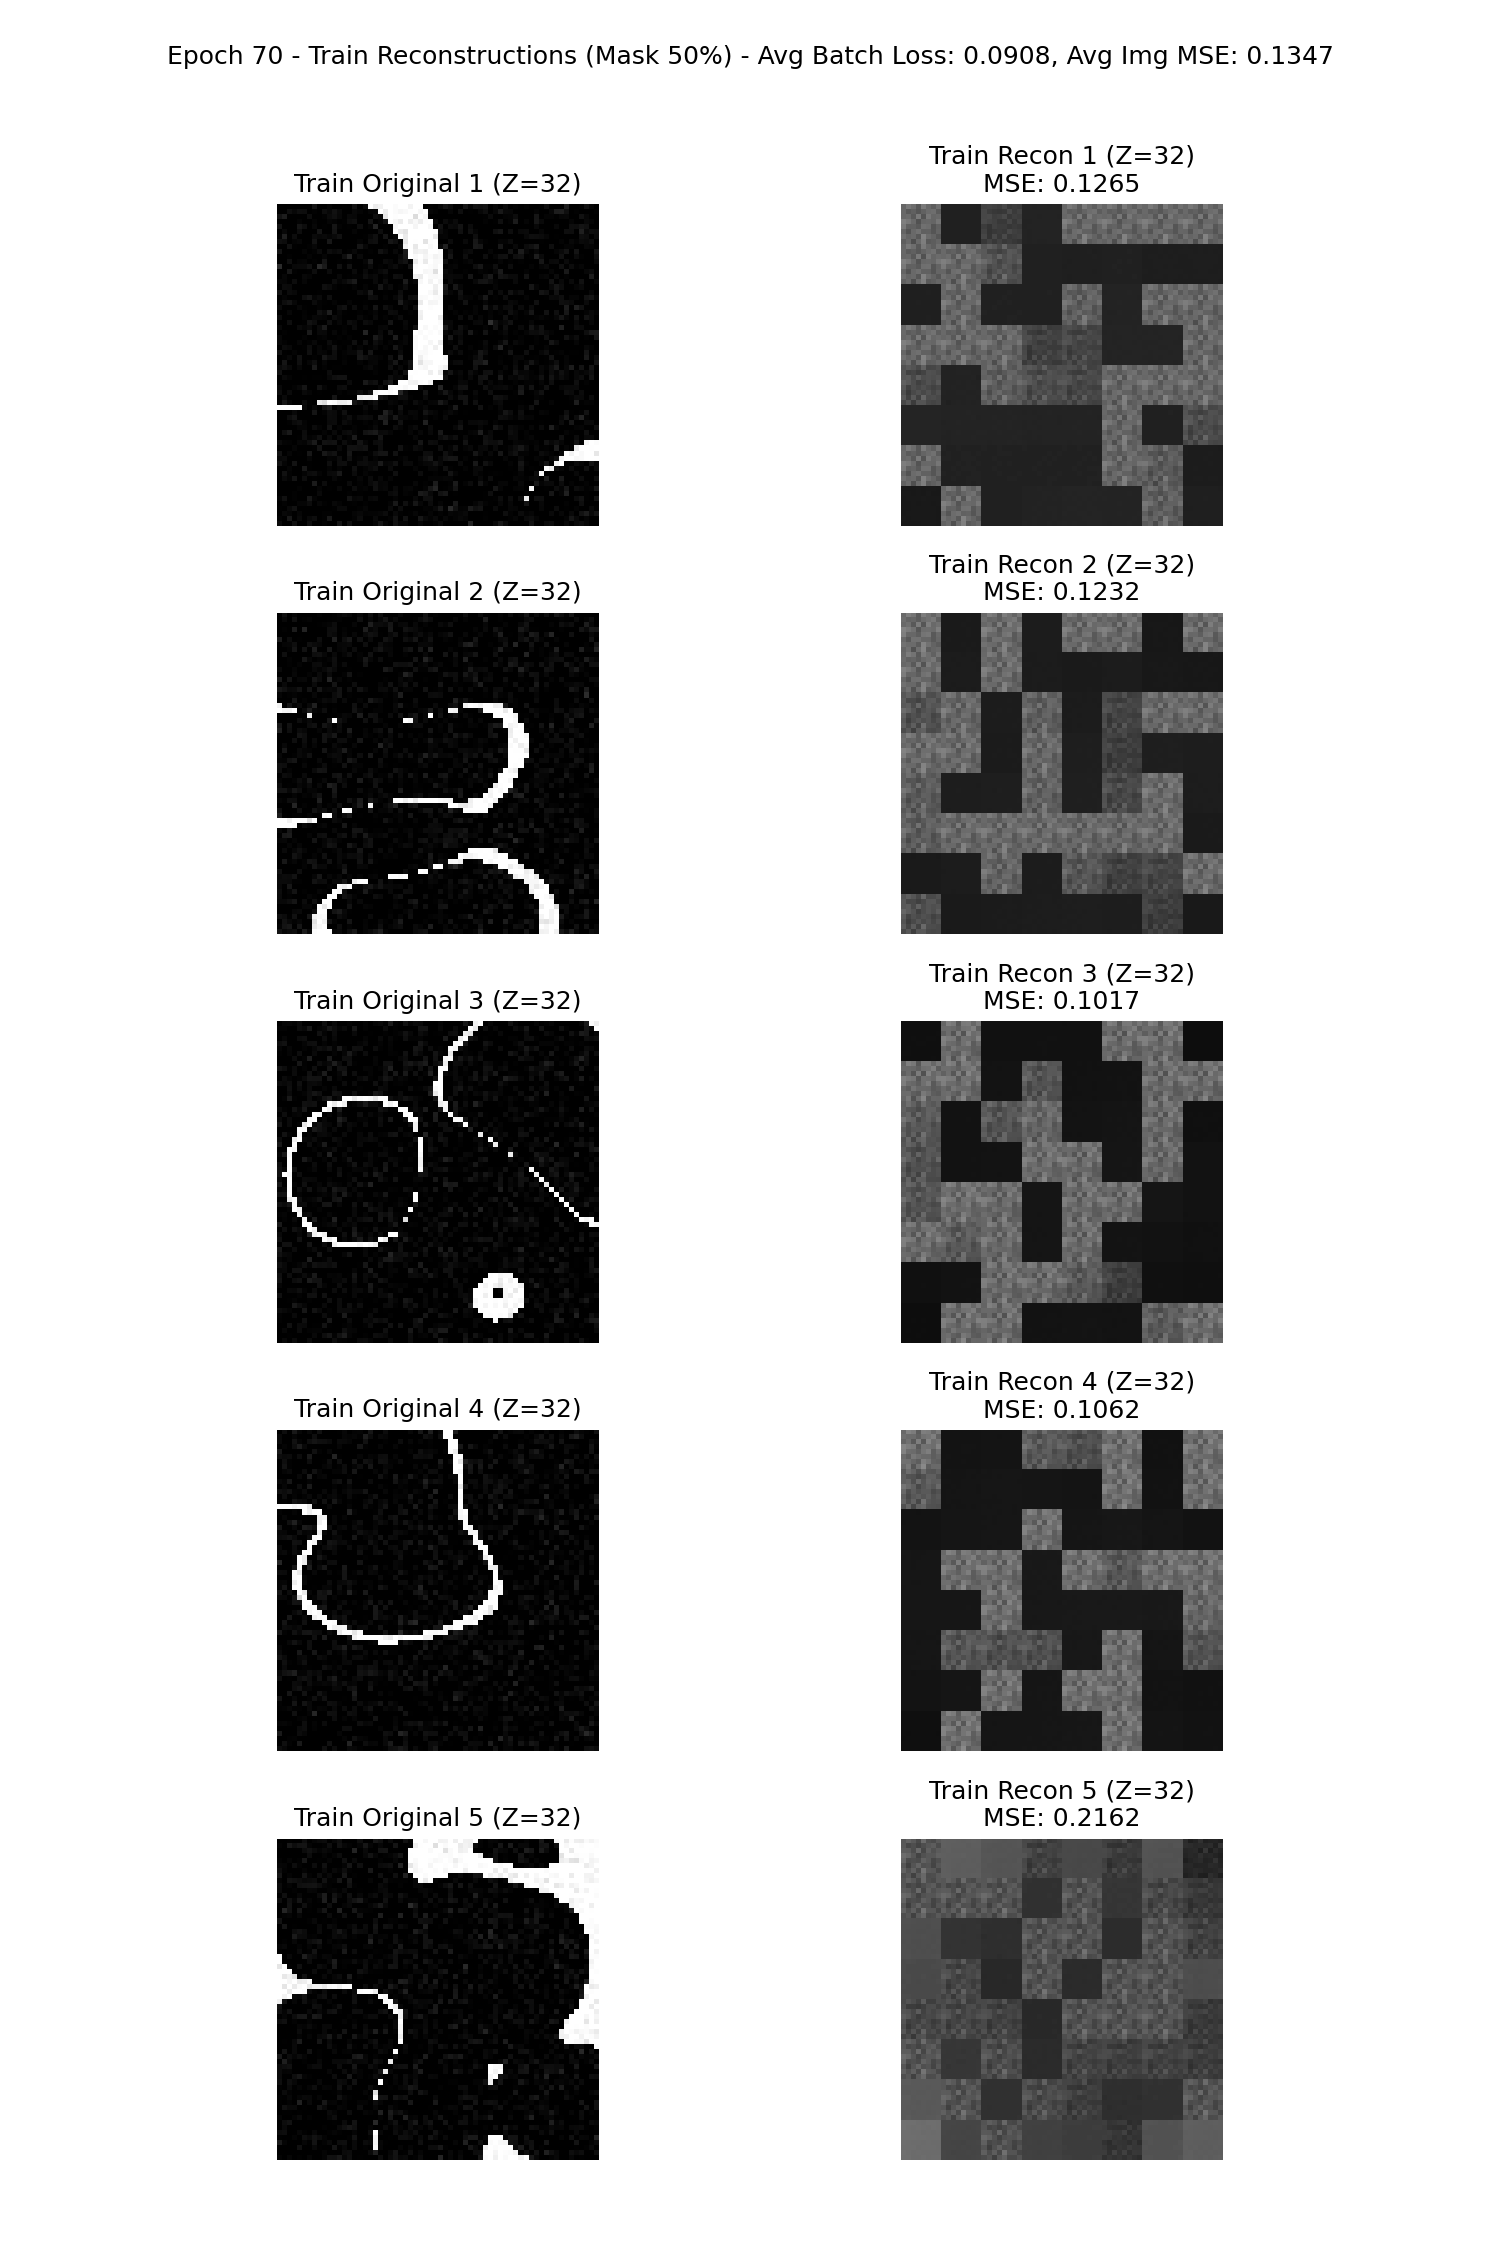 Epoch 70 - Train Reconstructions (Mask 50%) - Avg Batch Loss: 0.0908, Avg Img MSE: 0.1347
Train Original 1 (Z=32)
Train Recon 1 (Z=32)
MSE: 0.1265
Train Original 2 (Z=32)
Train Recon 2 (Z=32)
MSE: 0.1232
Train Original 3 (Z=32)
Train Recon 3 (Z=32)
MSE: 0.1017
Train Original 4 (Z=32)
Train Recon 4 (Z=32)
MSE: 0.1062
Train Original 5 (Z=32)
Train Recon 5 (Z=32)
MSE: 0.2162